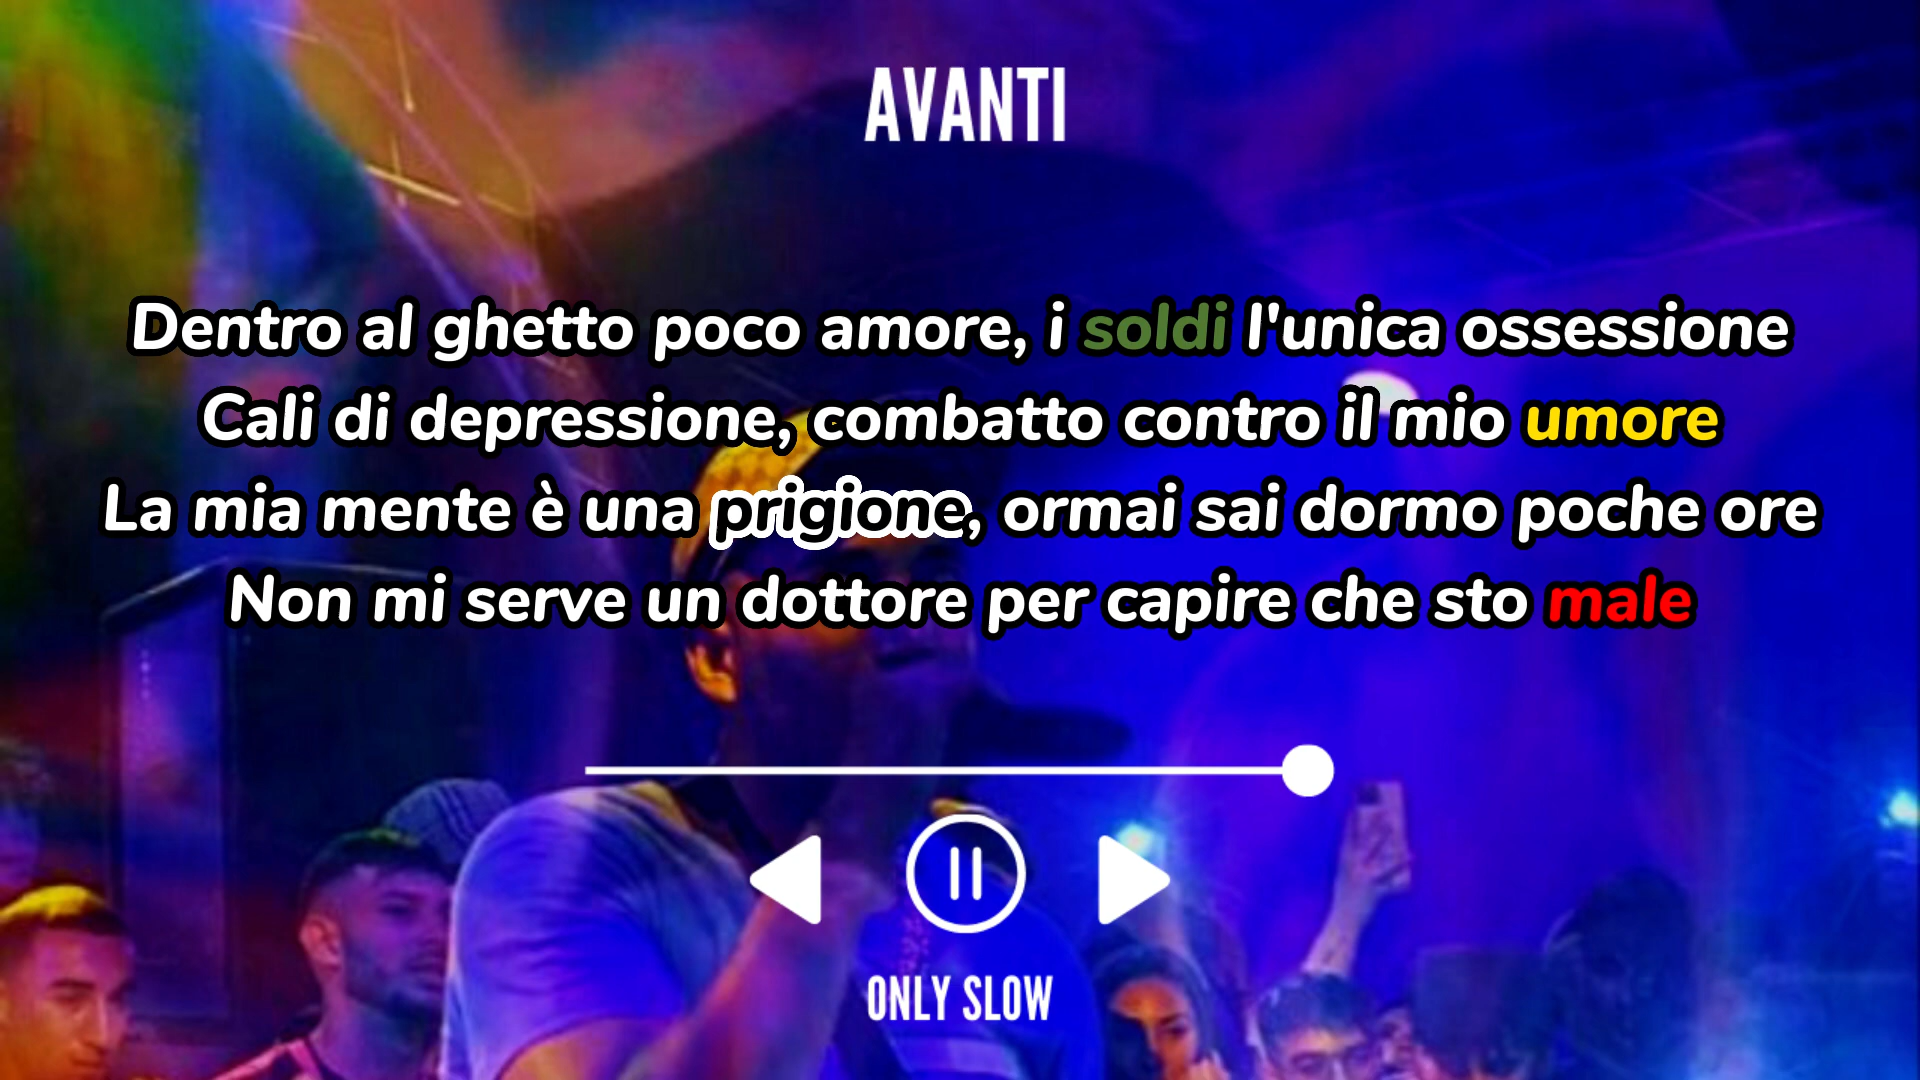 AVANTI
Dentro al ghetto poco amore, i soldi l'unica ossessione
Cali di depressione, combatto contro il mio umore
La mia mente è una prigione, ormai sai dormo poche ore
Non mi serve un dottore per capire che sto male
ONLY SLOW